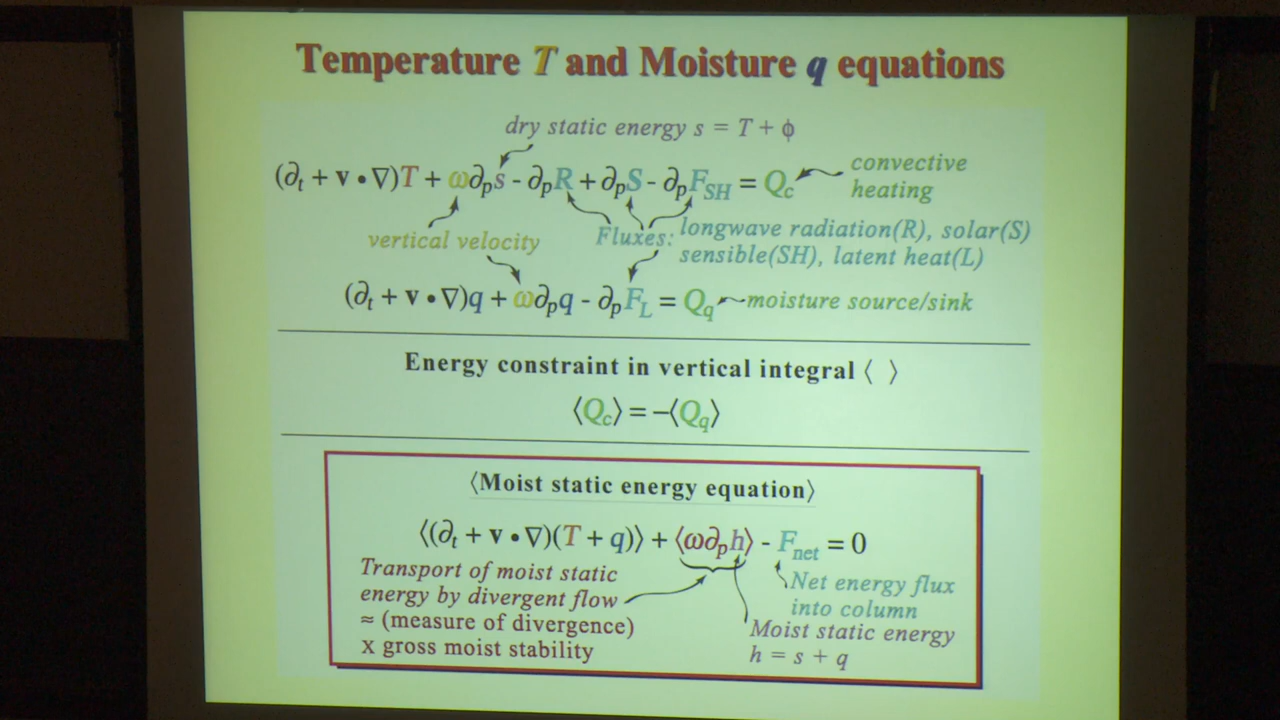 Temperature T and Moisture q equations
dry static energy s = T + ϕ
(∂t + v • ∇)T + ω∂ps - ∂pR + ∂pS - ∂pFSH = Qc
convective
heating
vertical velocity
Fluxes: longwave radiation(R), solar(S)
sensible(SH), latent heat(L)
(∂t + v • ∇)q + ω∂pq - ∂pFL = Qq
moisture source/sink
Energy constraint in vertical integral ⟨ ⟩
⟨Qc⟩ = –⟨Qq⟩
⟨Moist static energy equation⟩
⟨(∂t + v • ∇)(T + q)⟩ + ⟨ω∂ph⟩ - Fnet = 0
Transport of moist static
energy by divergent flow
≈ (measure of divergence)
x gross moist stability
Net energy flux
into column
Moist static energy
h = s + q